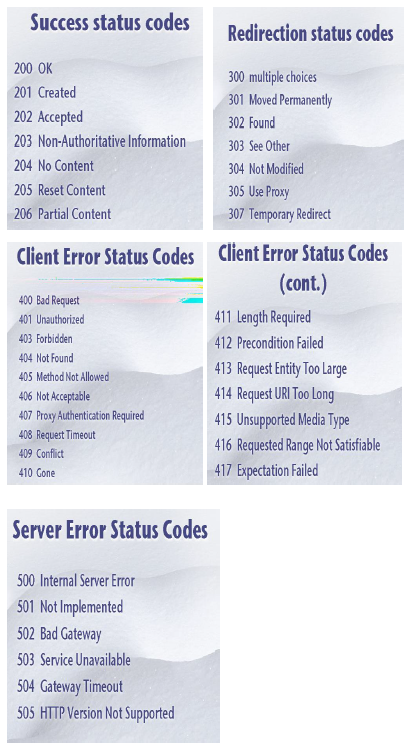 Success status codes
200 OK
201 Created
202 Accepted
203 Non-Authoritative Information
204 No Content
205 Reset Content
206 Partial Content
Redirection status codes
300 multiple choices
301 Moved Permanently
302 Found
303 See Other
304 Not Modified
305 Use Proxy
307 Temporary Redirect
Client Error Status Codes
400 Bad Request
401 Unauthorized
403 Forbidden
404 Not Found
405 Method Not Allowed
406 Not Acceptable
407 Proxy Authentication Required
408 Request Timeout
409 Conflict
410 Gone
Client Error Status Codes
(cont.)
411 Length Required
412 Precondition Failed
413 Request Entity Too Large
414 Request URI Too Long
415 Unsupported Media Type
416 Requested Range Not Satisfiable
417 Expectation Failed
Server Error Status Codes
500 Internal Server Error
501 Not Implemented
502 Bad Gateway
503 Service Unavailable
504 Gateway Timeout
505 HTTP Version Not Supported